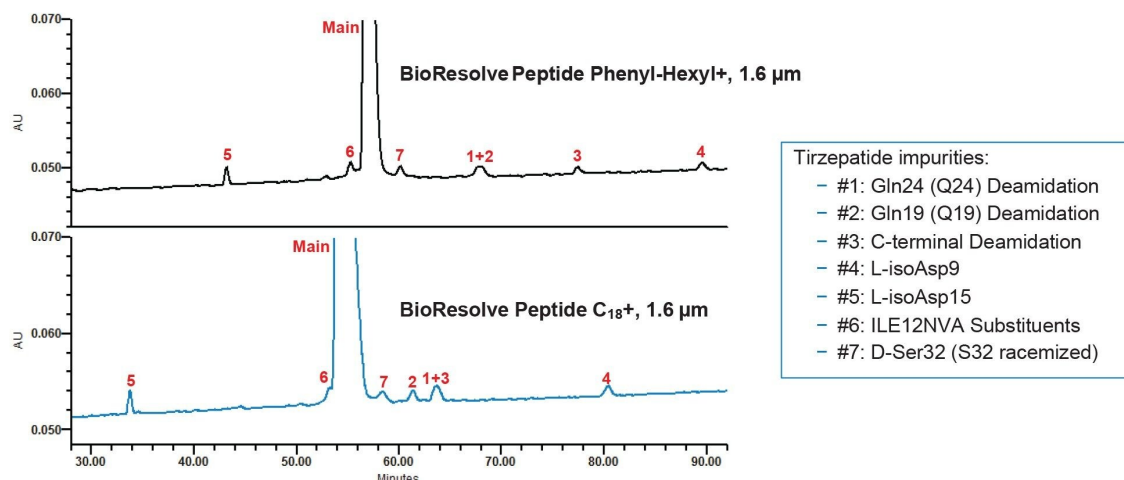 0.070
Main
BioResolve Peptide Phenyl-Hexyl+, 1.6 µm
0.060
AU
5
6
7
1+2
3
4
0.050
0.070
Main
BioResolve Peptide C₁₈+, 1.6 µm
0.060
AU
5
6
7
2
1+3
4
0.050
30.00 40.00 50.00 60.00 70.00 80.00 90.00
Minutes
Tirzepatide impurities:
– #1: Gln24 (Q24) Deamidation
– #2: Gln19 (Q19) Deamidation
– #3: C-terminal Deamidation
– #4: L-isoAsp9
– #5: L-isoAsp15
– #6: ILE12NVA Substituents
– #7: D-Ser32 (S32 racemized)